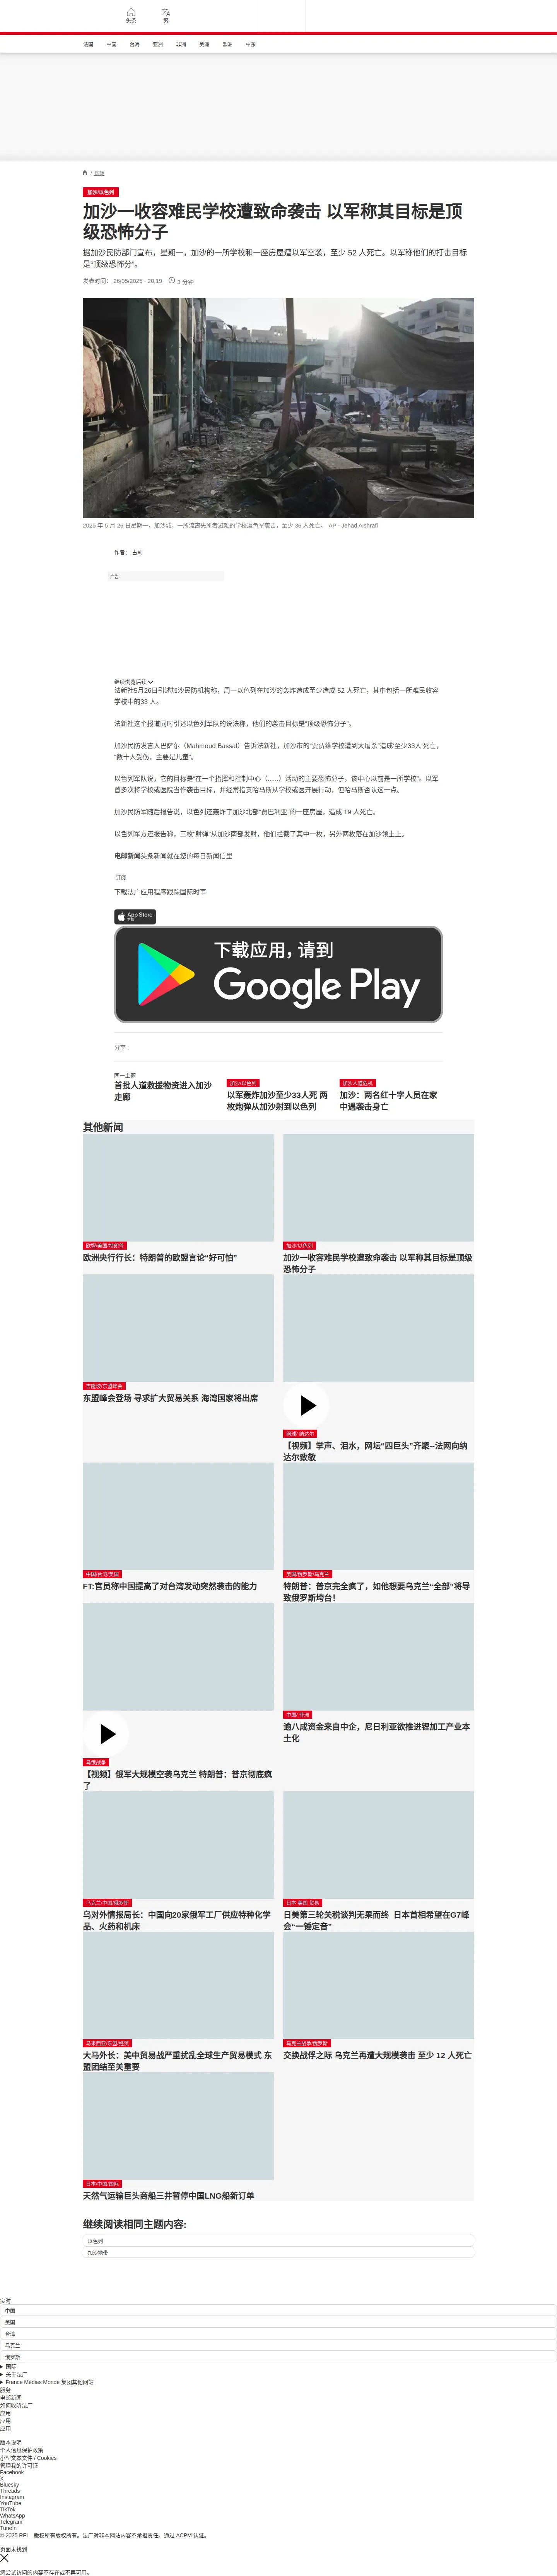 头条
繁
法国
中国
台海
亚洲
非洲
美洲
欧洲
中东
/ 国际
加沙/以色列
加沙一收容难民学校遭致命袭击 以军称其目标是顶
级恐怖分子
据加沙民防部门宣布，星期一，加沙的一所学校和一座房屋遭以军空袭，至少 52 人死亡。以军称他们的打击目标
是“顶级恐怖分”。
发表时间： 26/05/2025 - 20:19 3 分钟
2025 年 5 月 26 日星期一，加沙城，一所流离失所者避难的学校遭色军袭击，至少 36 人死亡。 AP - Jehad Alshrafi
作者： 古莉
广告
继续浏览后续
法新社5月26日引述加沙民防机构称，周一以色列在加沙的轰炸造成至少造成 52 人死亡，其中包括一所难民收容
学校中的33 人。
法新社这个报道同时引述以色列军队的说法称，他们的袭击目标是“顶级恐怖分子”。
加沙民防发言人巴萨尔（Mahmoud Bassal）告诉法新社，加沙市的“贾贾维学校遭到大屠杀”造成‘至少33人’死亡，
“数十人受伤，主要是儿童”。
以色列军队说，它的目标是“在一个指挥和控制中心（......）活动的主要恐怖分子，该中心以前是一所学校”。以军
首多次将学校或医院当作袭击目标，并经常指责哈马斯从学校或医开展行动，但哈马斯否认这一点。
加沙民防军随后报告说，以色列还轰炸了加沙北部“贾巴利亚”的一座房屋，造成 19 人死亡。
以色列军方还报告称，三枚“射弹”从加沙南部发射，他们拦截了其中一枚，另外两枚落在加沙领土上。
电邮新闻头条新闻就在您的每日新闻信里
订阅
下载法广应用程序跟踪国际时事
App Store
下载
下载应用，请到
Google Play
分享 :
同一主题
首批人道救援物资进入加沙
走廊
加沙/以色列
以军轰炸加沙至少33人死 两
枚炮弹从加沙射到以色列
加沙人道危机
加沙：两名红十字人员在家
中遇袭击身亡
其他新闻
欧盟/美国/特朗普
欧洲央行行长：特朗普的欧盟言论“好可怕”
加沙/以色列
加沙一收容难民学校遭致命袭击 以军称其目标是顶级
恐怖分子
吉隆坡/东盟峰会
东盟峰会登场 寻求扩大贸易关系 海湾国家将出席
网球/ 纳达尔
【视频】掌声、泪水，网坛“四巨头”齐聚--法网向纳
达尔致敬
中国/台湾/美国
FT:官员称中国提高了对台湾发动突然袭击的能力
美国/俄罗斯/乌克兰
特朗普：普京完全疯了，如他想要乌克兰“全部”将导
致俄罗斯垮台！
乌俄战争
【视频】俄军大规模空袭乌克兰 特朗普：普京彻底疯
了
中国/ 非洲
逾八成资金来自中企，尼日利亚欲推进锂加工产业本
土化
乌克兰/中国/俄罗斯
乌对外情报局长：中国向20家俄军工厂供应特种化学
品、火药和机床
日本 美国 贸易
日美第三轮关税谈判无果而终 日本首相希望在G7峰
会“一锤定音”
马来西亚/东盟/经贸
大马外长：美中贸易战严重扰乱全球生产贸易模式 东
盟团结至关重要
乌克兰战争/俄罗斯
交换战俘之际 乌克兰再遭大规模袭击 至少 12 人死亡
日本/中国/国际
天然气运输巨头商船三井暂停中国LNG船新订单
继续阅读相同主题内容:
以色列
加沙地带
实时
中国
美国
台湾
乌克兰
俄罗斯
国际
关于法广
France Médias Monde 集团其他网站
服务
电邮新闻
如何收听法广
应用
应用
应用
版本说明
个人信息保护政策
小型文本文件 / Cookies
管理我的许可证
Facebook
X
Bluesky
Threads
Instagram
YouTube
TikTok
WhatsApp
Telegram
TuneIn
© 2025 RFI – 版权所有版权所有。法广对非本网站内容不承担责任。通过 ACPM 认证。
页面未找到
您尝试访问的内容不存在或不再可用。